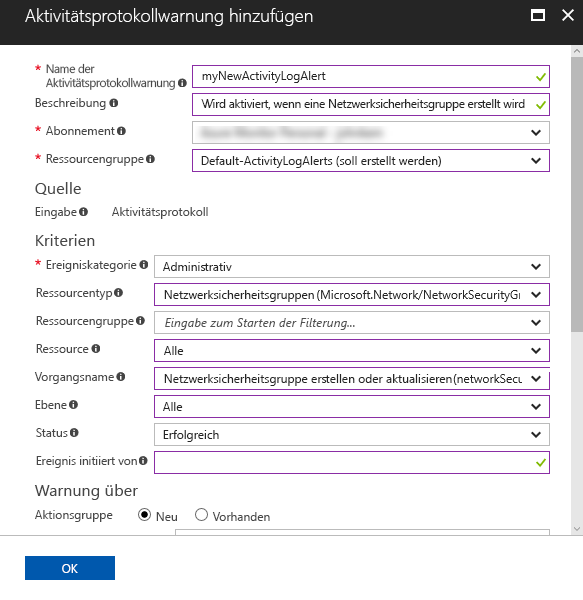 Aktivitätsprotokollwarnung hinzufügen
* Name der
Aktivitätsprotokollwarnung
myNewActivityLogAlert
Beschreibung
Wird aktiviert, wenn eine Netzwerksicherheitsgruppe erstellt wird
* Abonnement
* Ressourcengruppe
Default-ActivityLogAlerts (soll erstellt werden)
Quelle
Eingabe Aktivitätsprotokoll
Kriterien
* Ereigniskategorie Administrativ
Ressourcentyp Netzwerksicherheitsgruppen (Microsoft.Network/NetworkSecurityGr
Ressourcengruppe Eingabe zum Starten der Filterung...
Ressource Alle
Vorgangsname Netzwerksicherheitsgruppe erstellen oder aktualisieren (networkSecu
Ebene Alle
Status Erfolgreich
Ereignis initiiert von
Warnung über
Aktionsgruppe Neu Vorhanden
OK